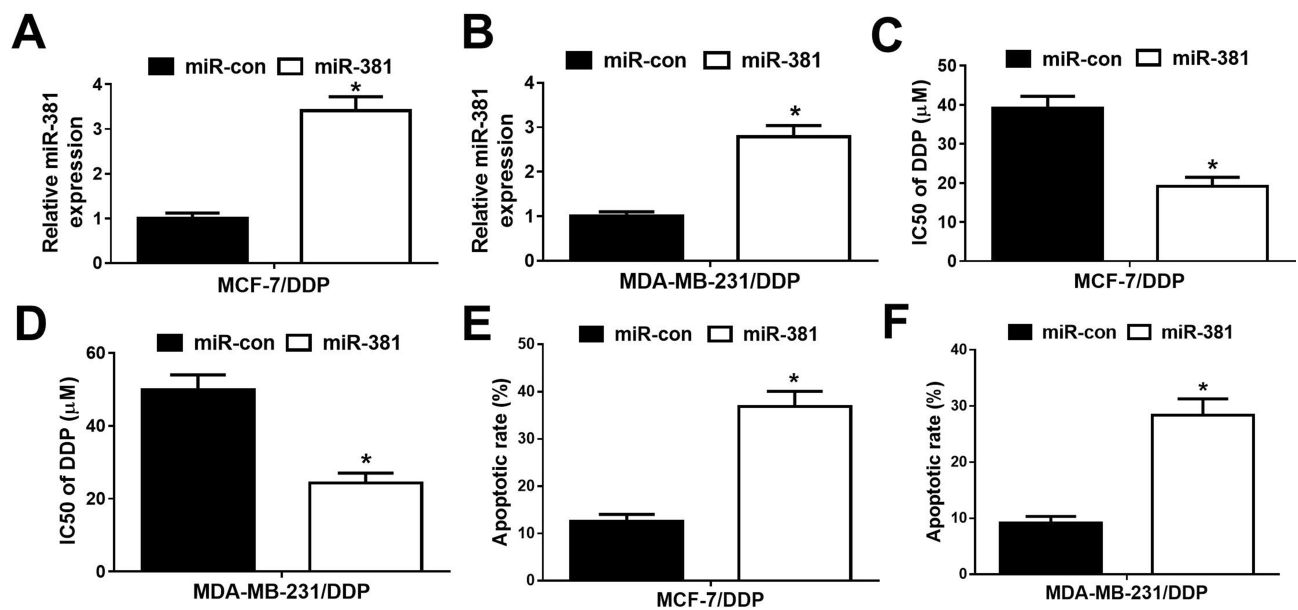 A
miR-con miR-381
Relative miR-381
expression
4
3
2
1
0
*
MCF-7/DDP
B
miR-con miR-381
Relative miR-381
expression
4
3
2
1
0
*
MDA-MB-231/DDP
C
miR-con miR-381
IC50 of DDP (μM)
50
40
30
20
10
0
*
MCF-7/DDP
D
miR-con miR-381
IC50 of DDP (μM)
60
40
20
0
*
MDA-MB-231/DDP
E
miR-con miR-381
Apoptotic rate (%)
50
40
30
20
10
0
*
MCF-7/DDP
F
miR-con miR-381
Apoptotic rate (%)
40
30
20
10
0
*
MDA-MB-231/DDP